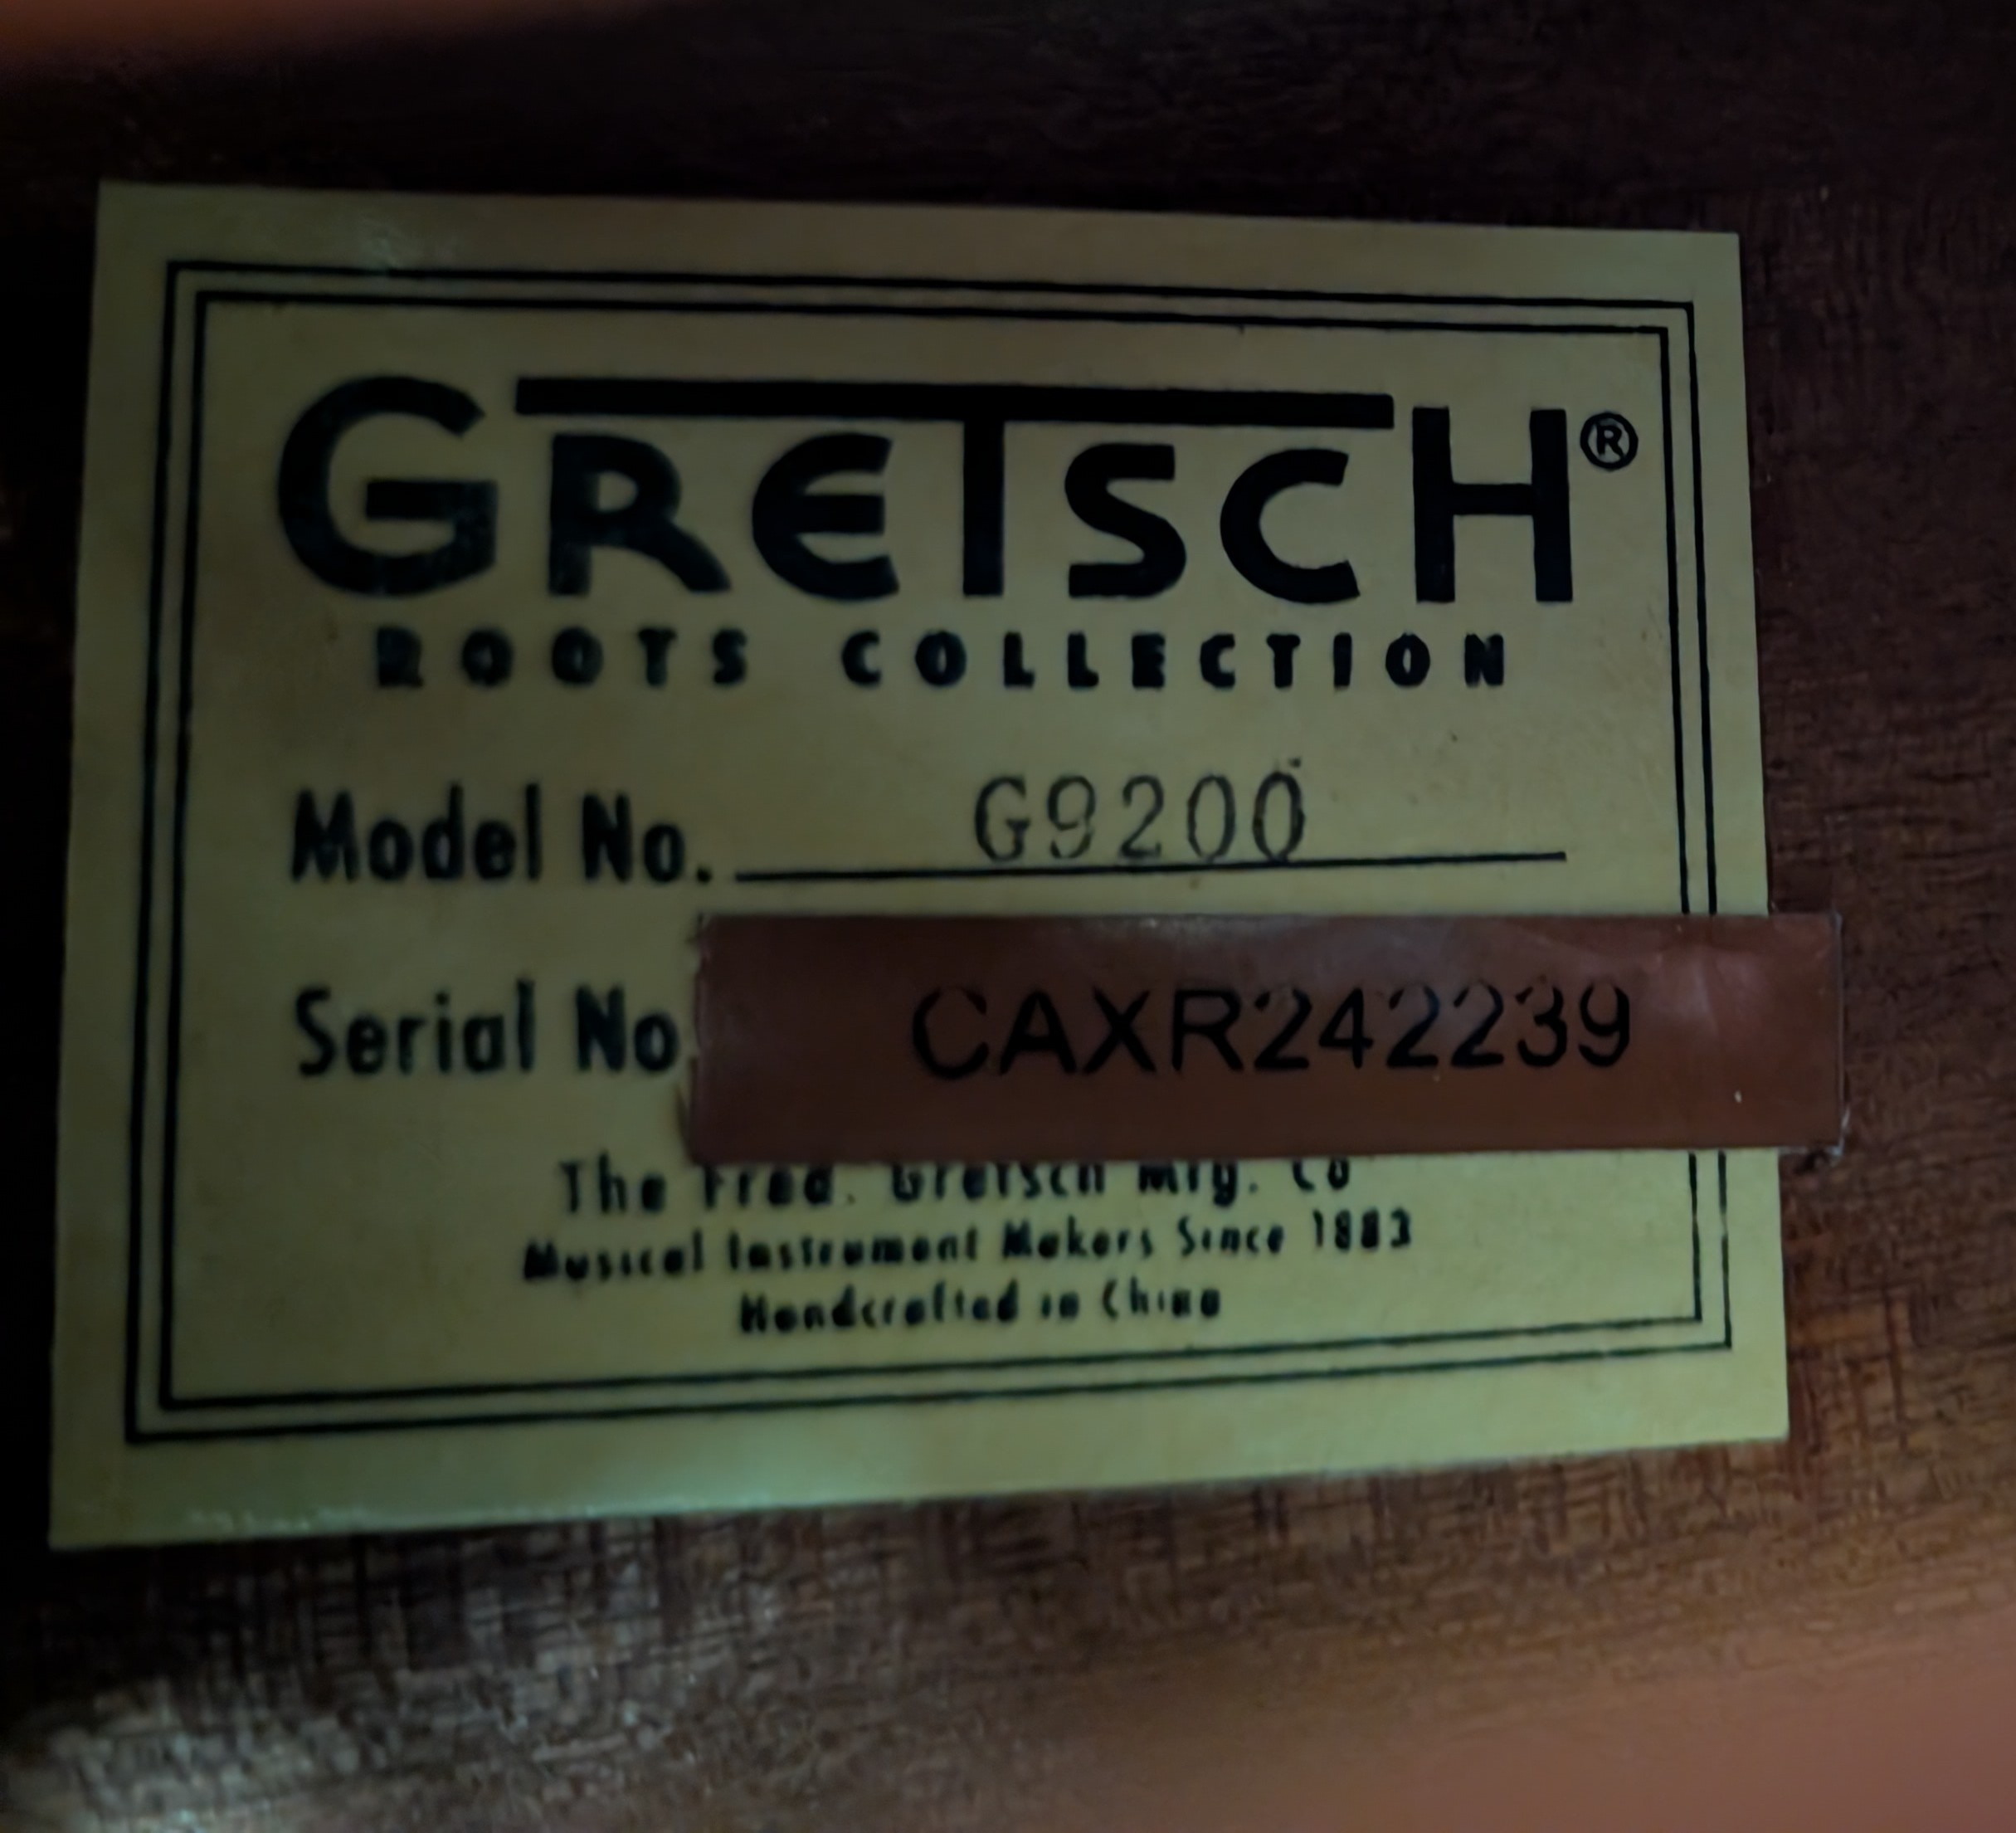 GRETSCH®
ROOTS COLLECTION
Model No. G9200
Serial No CAXR242239
The Fred. Gretsch Mfg. Co
Musical Instrument Makers Since 1883
Handcrafted in China